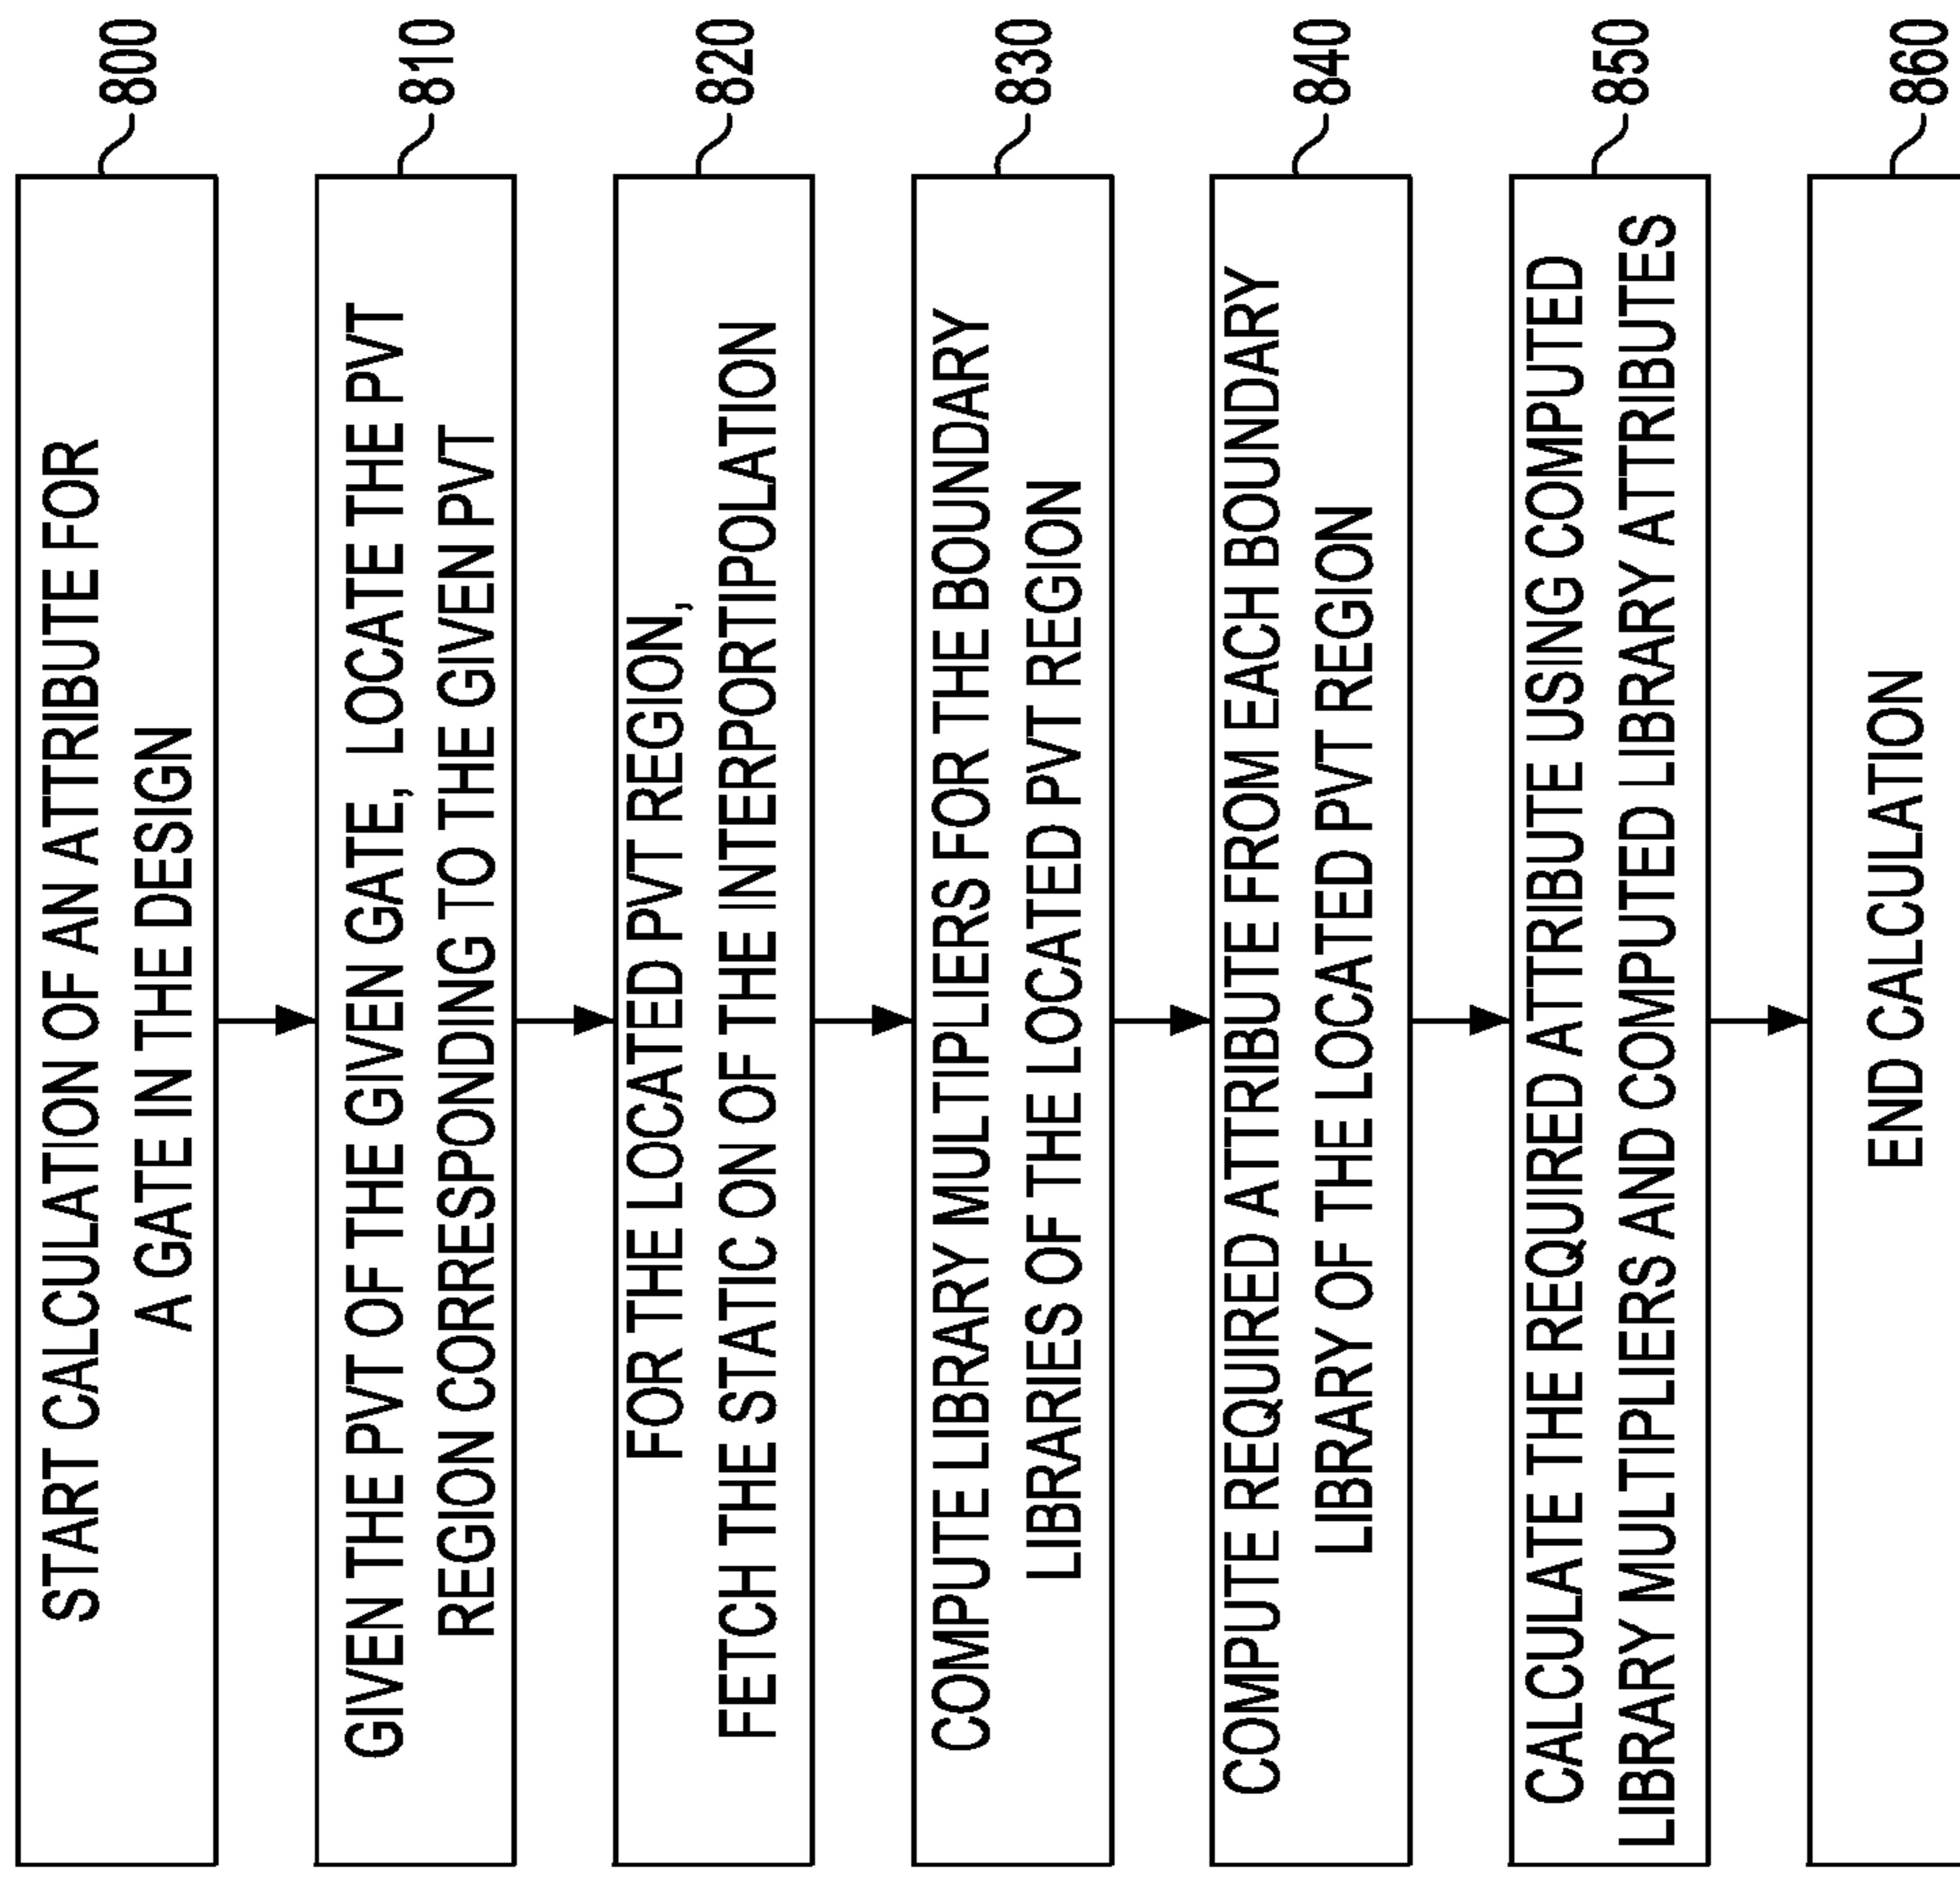 START CALCULATION OF AN ATTRIBUTE FOR
A GATE IN THE DESIGN
800
GIVEN THE PVT OF THE GIVEN GATE, LOCATE THE PVT
REGION CORRESPONDING TO THE GIVEN PVT
810
FOR THE LOCATED PVT REGION,
FETCH THE STATIC ON OF THE INTERPORTIPOLATION
820
COMPUTE LIBRARY MULTIPLIERS FOR THE BOUNDARY
LIBRARIES OF THE LOCATED PVT REGION
830
COMPUTE REQUIRED ATTRIBUTE FROM EACH BOUNDARY
LIBRARY OF THE LOCATED PVT REGION
840
CALCULATE THE REQUIRED ATTRIBUTE USING COMPUTED
LIBRARY MULTIPLIERS AND COMPUTED LIBRARY ATTRIBUTES
850
END CALCULATION
860